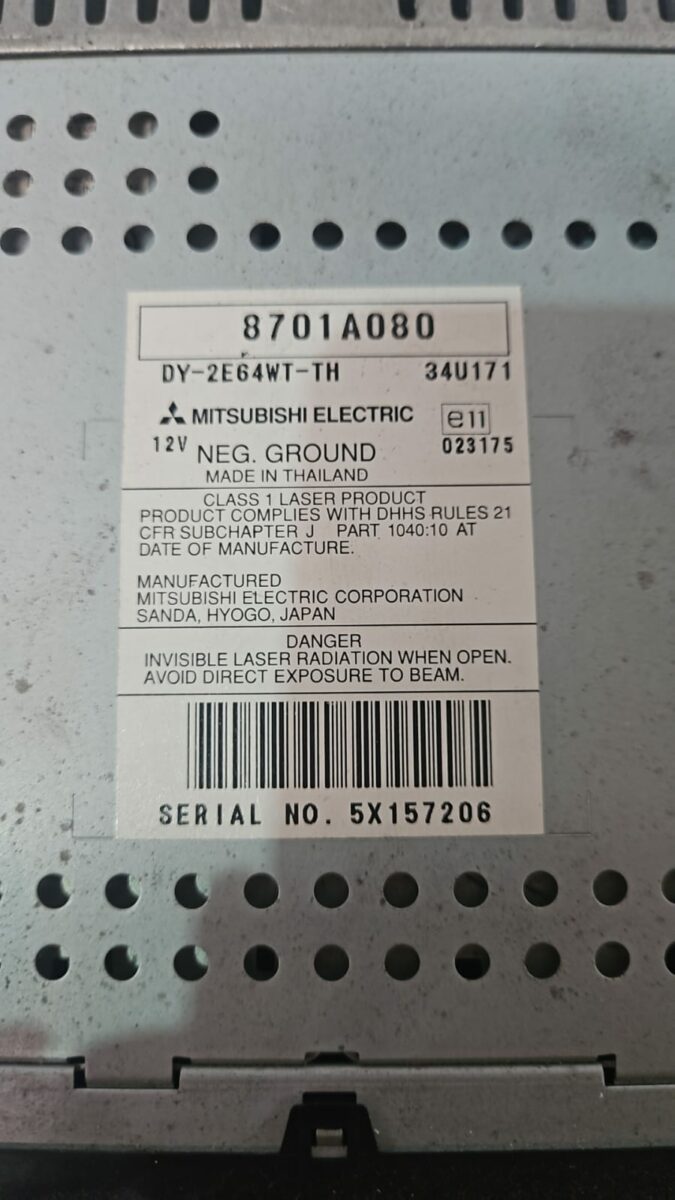 8701A080
DY-2E64WT-TH 34U171
MITSUBISHI ELECTRIC e11
12V NEG. GROUND 023175
MADE IN THAILAND
CLASS 1 LASER PRODUCT
PRODUCT COMPLIES WITH DHHS RULES 21
CFR SUBCHAPTER J PART 1040:10 AT
DATE OF MANUFACTURE.
MANUFACTURED
MITSUBISHI ELECTRIC CORPORATION
SANDA, HYOGO, JAPAN
DANGER
INVISIBLE LASER RADIATION WHEN OPEN.
AVOID DIRECT EXPOSURE TO BEAM.
SERIAL NO. 5X157206